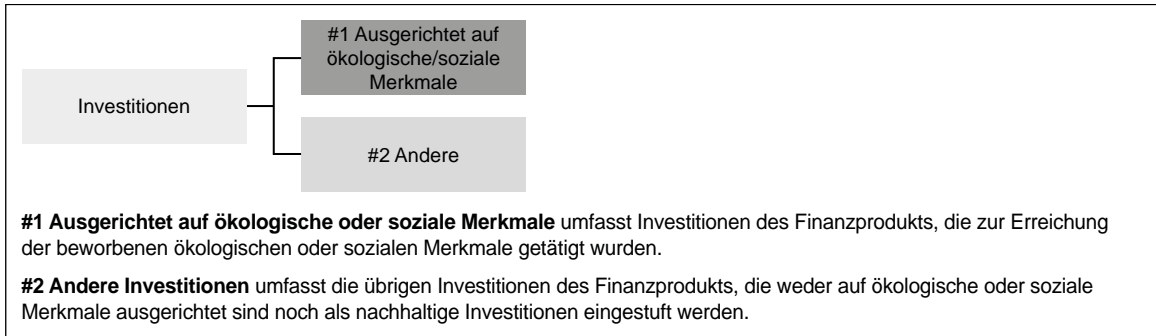 #1 Ausgerichtet auf
ökologische/soziale
Merkmale
Investitionen
#2 Andere
#1 Ausgerichtet auf ökologische oder soziale Merkmale umfasst Investitionen des Finanzprodukts, die zur Erreichung
der beworbenen ökologischen oder sozialen Merkmale getätigt wurden.
#2 Andere Investitionen umfasst die übrigen Investitionen des Finanzprodukts, die weder auf ökologische oder soziale
Merkmale ausgerichtet sind noch als nachhaltige Investitionen eingestuft werden.